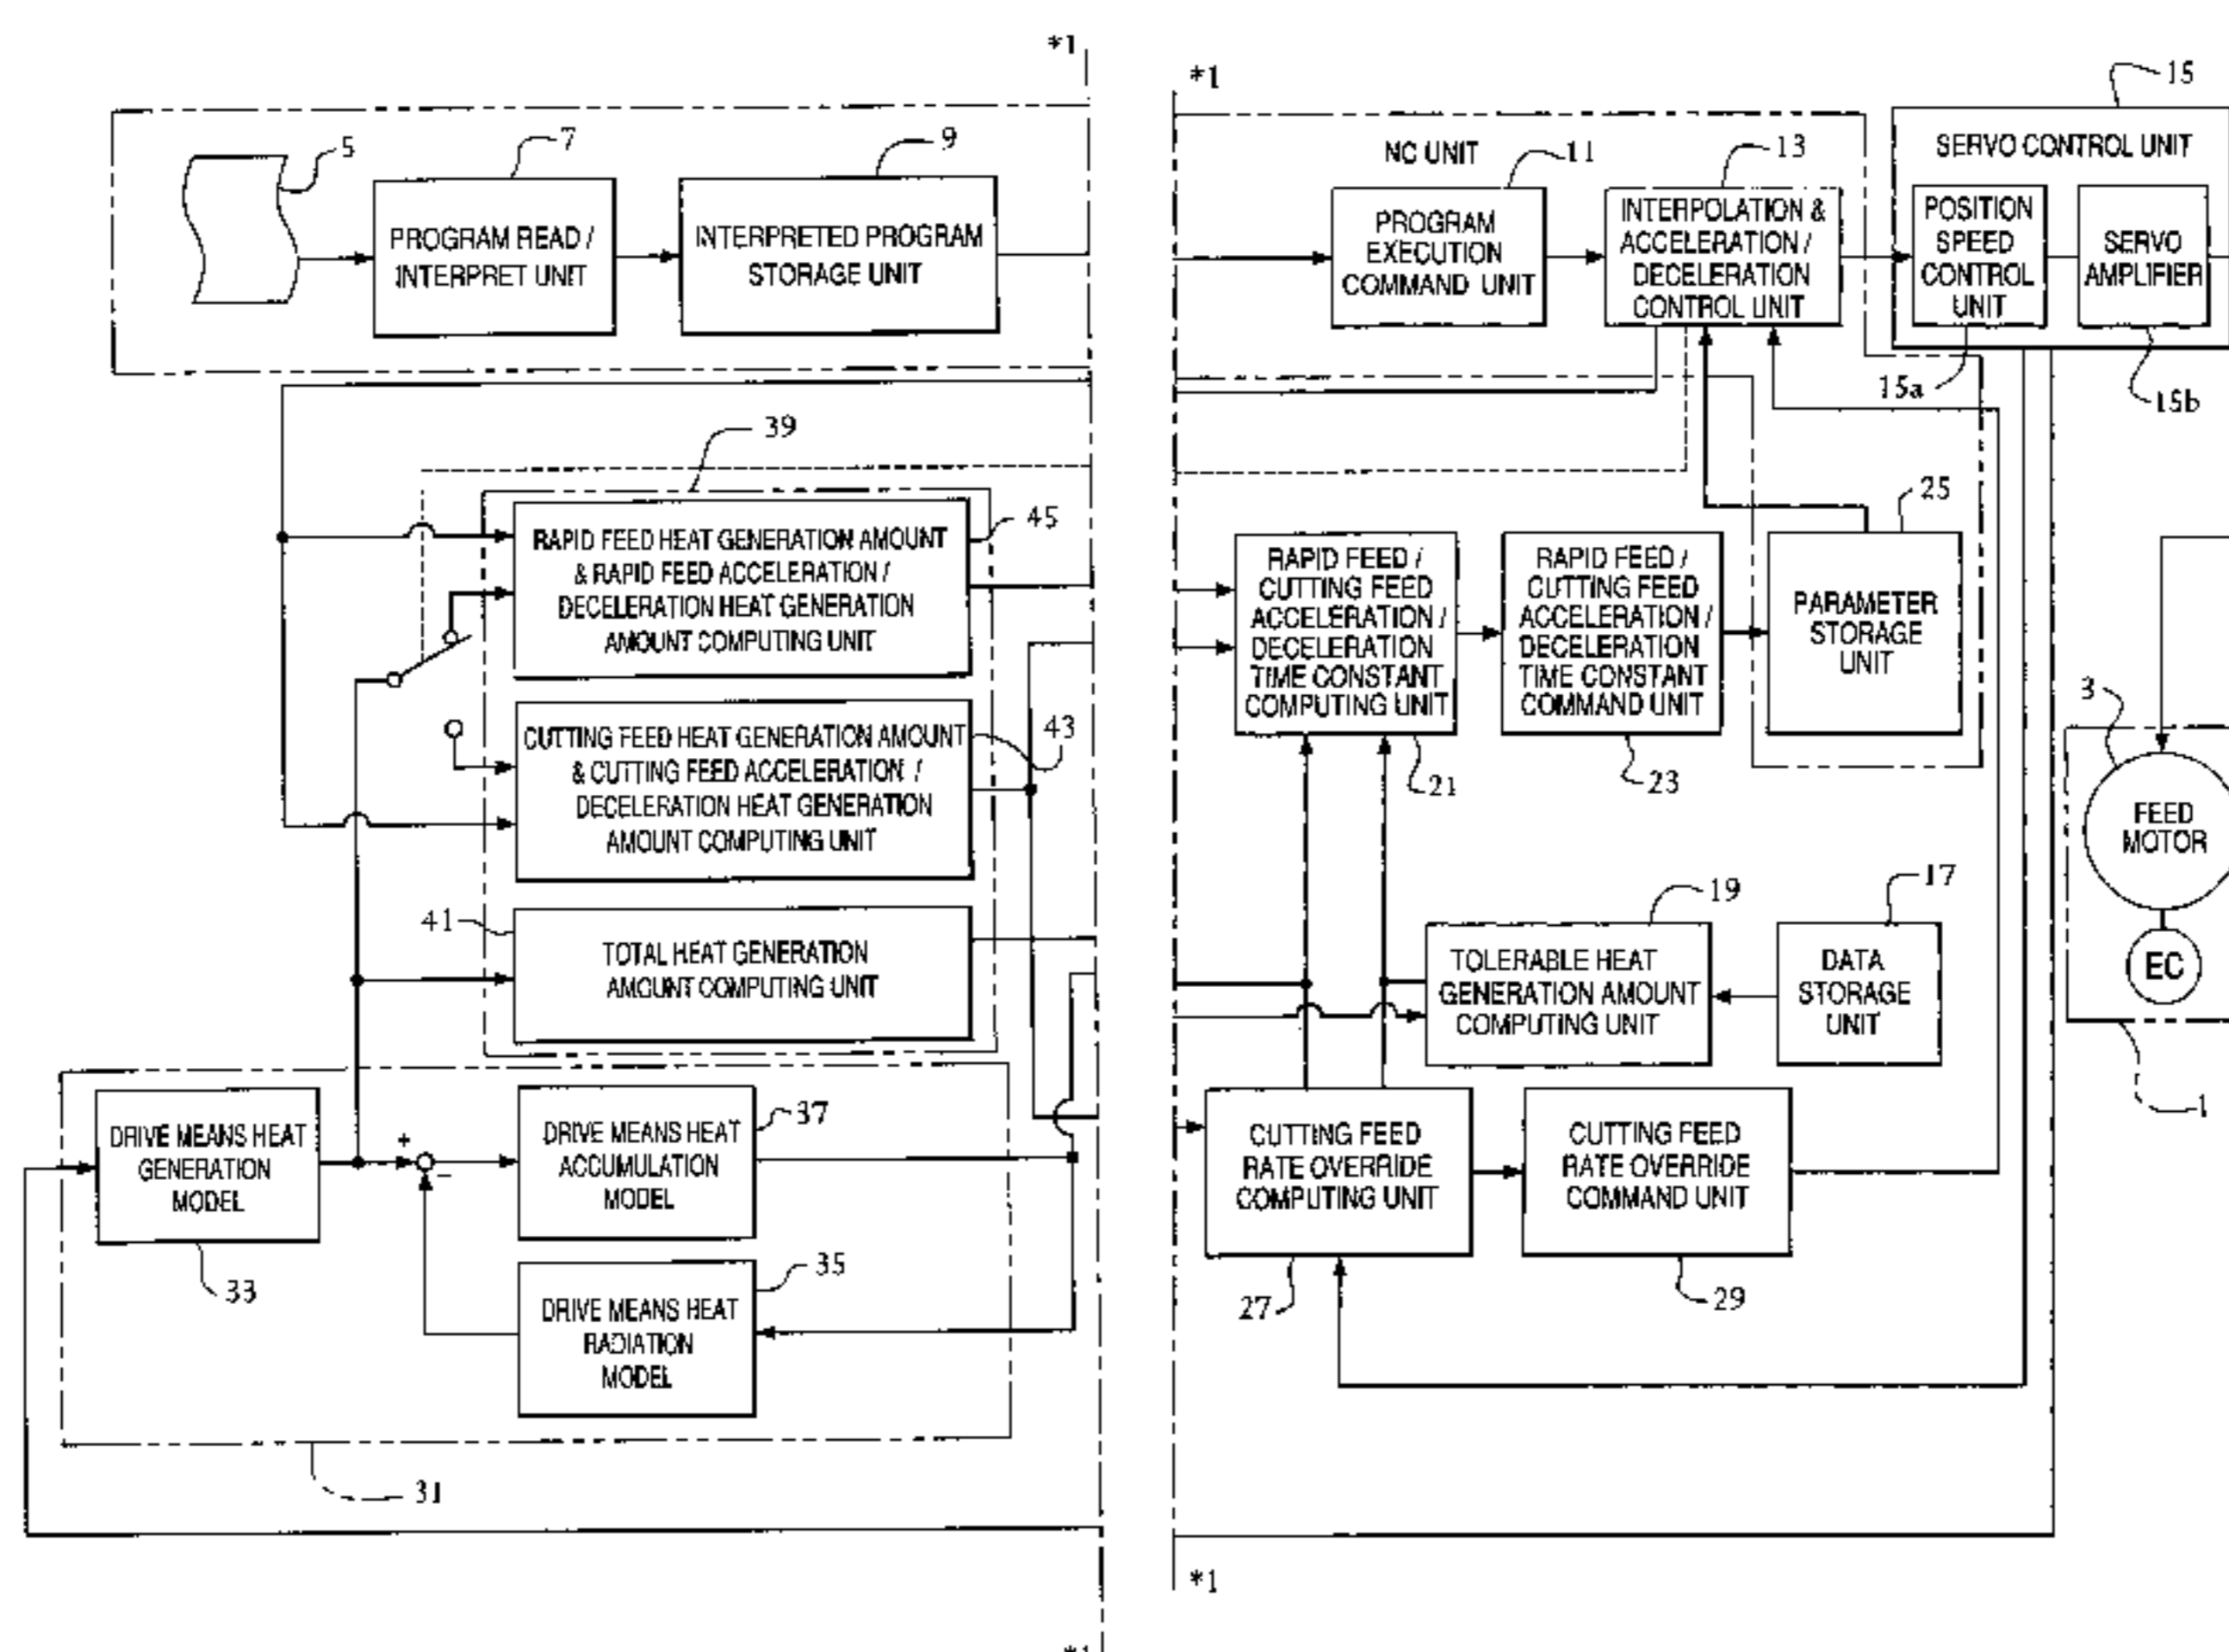 *1
5
7
9
PROGRAM READ /
INTERPRET UNIT
INTERPRETED PROGRAM
STORAGE UNIT
39
RAPID FEED HEAT GENERATION AMOUNT
& RAPID FEED ACCELERATION /
DECELERATION HEAT GENERATION
AMOUNT COMPUTING UNIT
45
CUTTING FEED HEAT GENERATION AMOUNT
& CUTTING FEED ACCELERATION /
DECELERATION HEAT GENERATION
AMOUNT COMPUTING UNIT
43
41
TOTAL HEAT GENERATION
AMOUNT COMPUTING UNIT
DRIVE MEANS HEAT
GENERATION
MODEL
33
+
−
DRIVE MEANS HEAT
ACCUMULATION
MODEL
37
DRIVE MEANS HEAT
RADIATION
MODEL
35
31
*1
*1
NC UNIT
11
PROGRAM
EXECUTION
COMMAND UNIT
13
INTERPOLATION &
ACCELERATION /
DECELERATION
CONTROL UNIT
15
SERVO CONTROL UNIT
POSITION
SPEED
CONTROL
UNIT
SERVO
AMPLIFIER
15a
15b
RAPID FEED /
CUTTING FEED
ACCELERATION /
DECELERATION
TIME CONSTANT
COMPUTING UNIT
21
RAPID FEED /
CUTTING FEED
ACCELERATION /
DECELERATION
TIME CONSTANT
COMMAND UNIT
23
25
PARAMETER
STORAGE
UNIT
3
FEED
MOTOR
EC
1
19
TOLERABLE HEAT
GENERATION AMOUNT
COMPUTING UNIT
17
DATA
STORAGE
UNIT
CUTTING FEED
RATE OVERRIDE
COMPUTING UNIT
27
CUTTING FEED
RATE OVERRIDE
COMMAND UNIT
29
*1